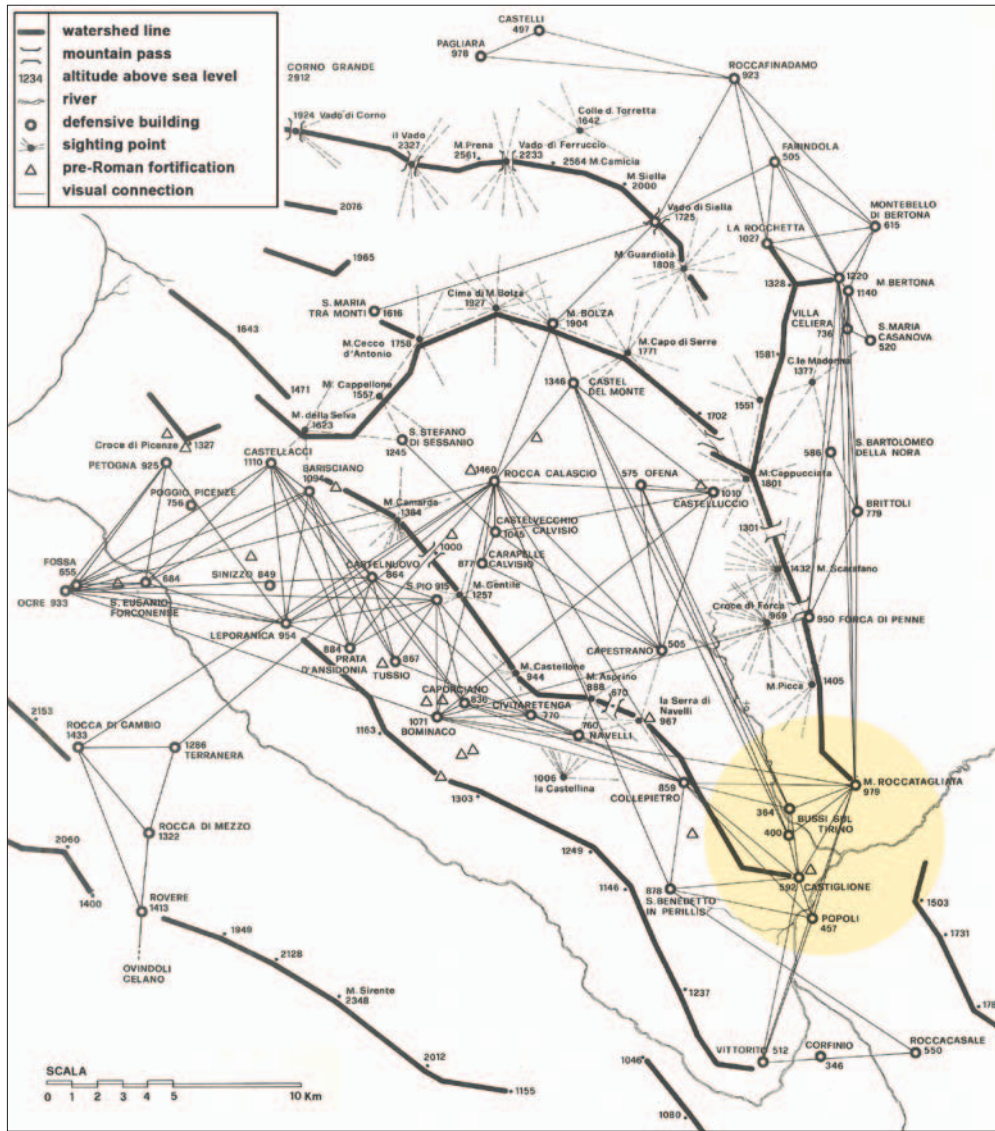 watershed line
mountain pass
1234 altitude above sea level
river
defensive building
sighting point
pre-Roman fortification
visual connection
CASTELLI
497
PAGLIARA
978
ROCCAFINADAMO
923
CORNO GRANDE
2912
1924 Vado di Corno
Colle d. Torretta
1642
il Vado
2327
M.Prena
2561
Vado di Ferruccio
2233
2564 M.Camicia
M.Siella
2000
FARINDOLA
505
2076
Vado di Siella
1725
MONTEBELLO
DI BERTONA
615
LA ROCCHETTA
1027
1965
M.Guardiola
1808
1328
1220
M. BERTONA
1140
S. MARIA
TRA MONTI
1616
Cima di M.Bolza
1927
M. BOLZA
1904
VILLA
CELIERA
736
S. MARIA
CASANOVA
520
1643
M.Cecco
d'Antonio
1758
M.Capo di Serre
1771
1581
C.le Madonna
1377
1471
M. Cappellone
1557
1346
CASTEL
DEL MONTE
1702
1551
M. della Selva
1623
S. STEFANO
DI SESSANIO
1245
Croce di Picenze
1327
S. BARTOLOMEO
DELLA NORA
586
PETOGNA 925
CASTELLACCI
1110
BARISCIANO
1094
1460
ROCCA CALASCIO
575 OFENA
1010
CASTELLUCCIO
M.Cappucciata
1801
POGGIO PICENZE
756
M.Camarda
1384
BRITTOLI
779
1301
CASTELVECCHIO
CALVISIO
1045
1000
877
CARAPELLE
CALVISIO
FOSSA
655
OCRE 933
684
S. EUSANIO
FORCONENSE
SINIZZO 849
CASTELNUOVO
864
S. PIO 915
M. Gentile
1257
1432
M. Scarafano
Croce di Forca
969
950 FORCA DI PENNE
LEPORANICA 954
884
PRATA
D'ANSIDONIA
867
TUSSIO
505
CAPESTRANO
M.Castellone
944
M. Asprino
888
670
M.Picca
1405
CAPORCIANO
836
CIVITARETENGA
770
la Serra di
Navelli
967
2153
ROCCA DI CAMBIO
1433
1286
TERRANERA
1163
1071
BOMINACO
760
NAVELLI
1006
la Castellina
1303
859
COLLEPIETRO
M. ROCCATAGLIATA
979
364
BUSSI SUL
TIRINO
400
ROCCA DI MEZZO
1322
2060
1400
1249
1146
878
S. BENEDETTO
IN PERILLIS
592
CASTIGLIONE
POPOLI
457
1503
1731
ROVERE
1413
1949
2128
OVINDOLI
CELANO
M. Sirente
2348
1237
178
2012
1155
VITTORITO 512
CORFINIO
346
ROCCACASALE
550
1046
1080
SCALA
0 1 2 3 4 5 10 Km